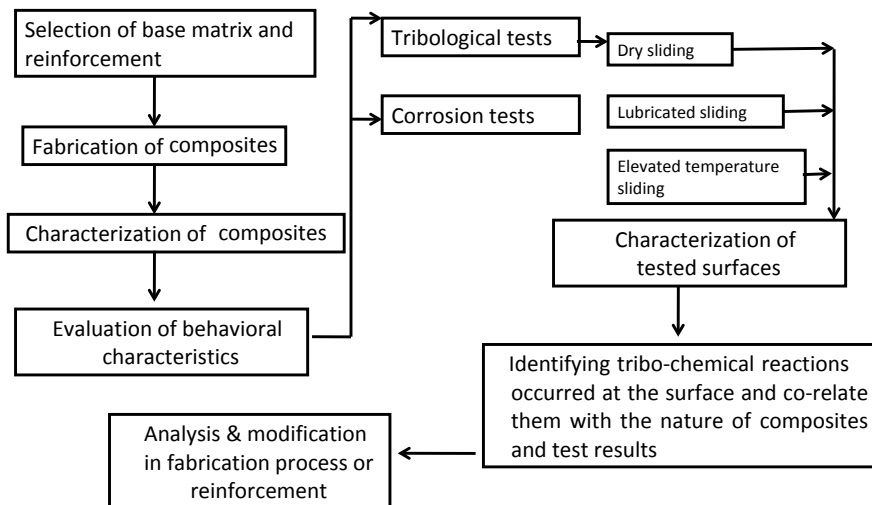 Selection of base matrix and
reinforcement
Fabrication of composites
Characterization of composites
Evaluation of behavioral
characteristics
Tribological tests
Corrosion tests
Dry sliding
Lubricated sliding
Elevated temperature
sliding
Characterization of
tested surfaces
Identifying tribo-chemical reactions
occurred at the surface and co-relate
them with the nature of composites
and test results
Analysis & modification
in fabrication process or
reinforcement